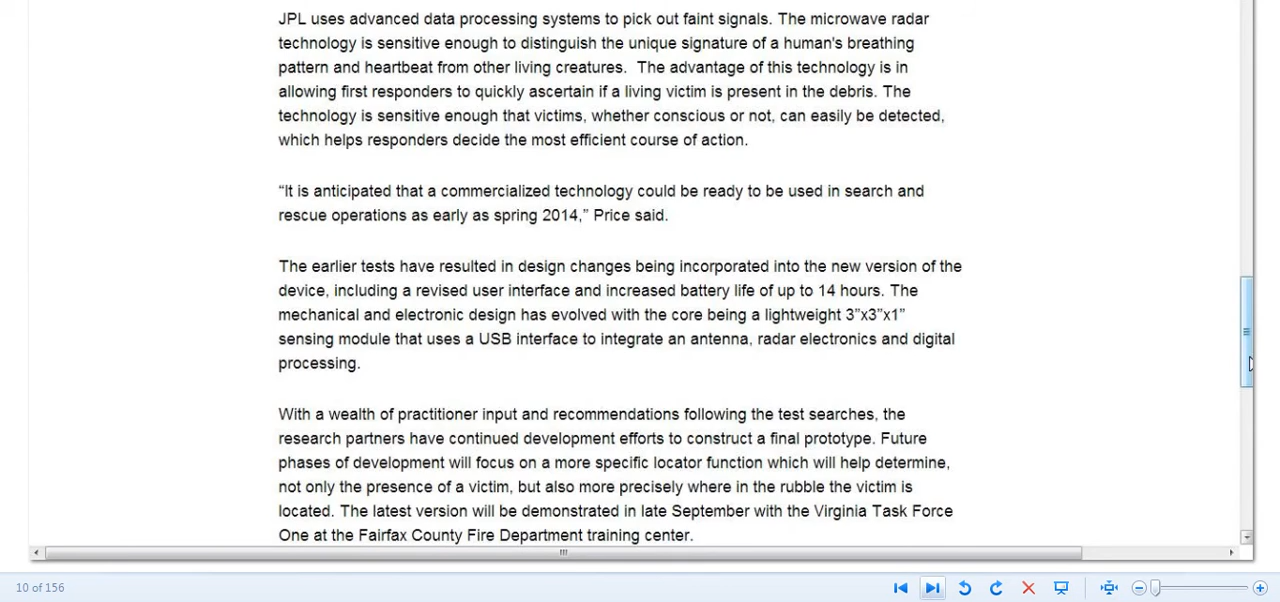 JPL uses advanced data processing systems to pick out faint signals. The microwave radar
technology is sensitive enough to distinguish the unique signature of a human's breathing
pattern and heartbeat from other living creatures.  The advantage of this technology is in
allowing first responders to quickly ascertain if a living victim is present in the debris. The
technology is sensitive enough that victims, whether conscious or not, can easily be detected,
which helps responders decide the most efficient course of action.
“It is anticipated that a commercialized technology could be ready to be used in search and
rescue operations as early as spring 2014,” Price said.
The earlier tests have resulted in design changes being incorporated into the new version of the
device, including a revised user interface and increased battery life of up to 14 hours. The
mechanical and electronic design has evolved with the core being a lightweight 3”x3”x1”
sensing module that uses a USB interface to integrate an antenna, radar electronics and digital
processing.
With a wealth of practitioner input and recommendations following the test searches, the
research partners have continued development efforts to construct a final prototype. Future
phases of development will focus on a more specific locator function which will help determine,
not only the presence of a victim, but also more precisely where in the rubble the victim is
located. The latest version will be demonstrated in late September with the Virginia Task Force
One at the Fairfax County Fire Department training center.
10 of 156